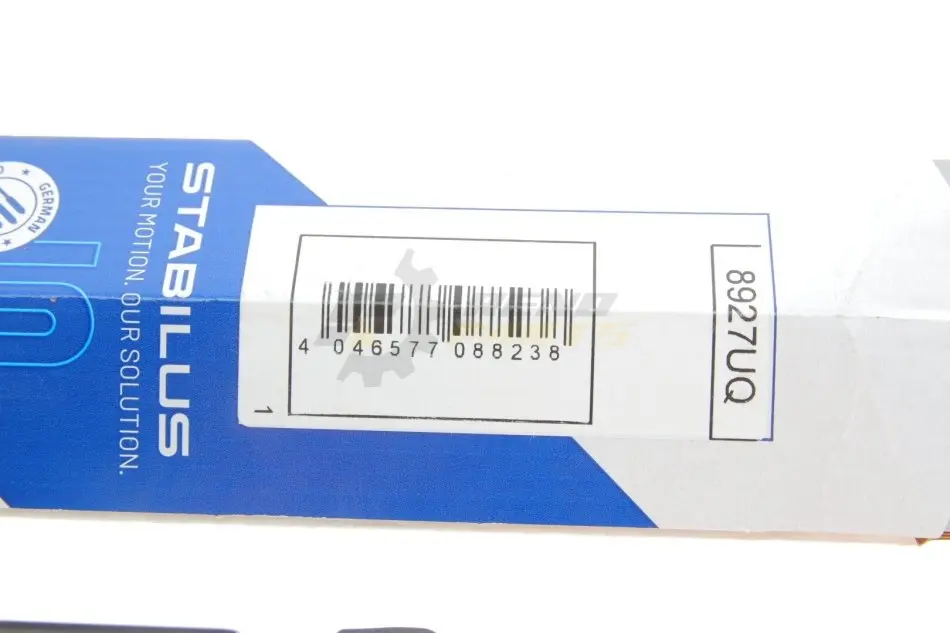 GERMAN
STABILUS
YOUR MOTION. OUR SOLUTION.
1
4 046577 088238
8927UQ